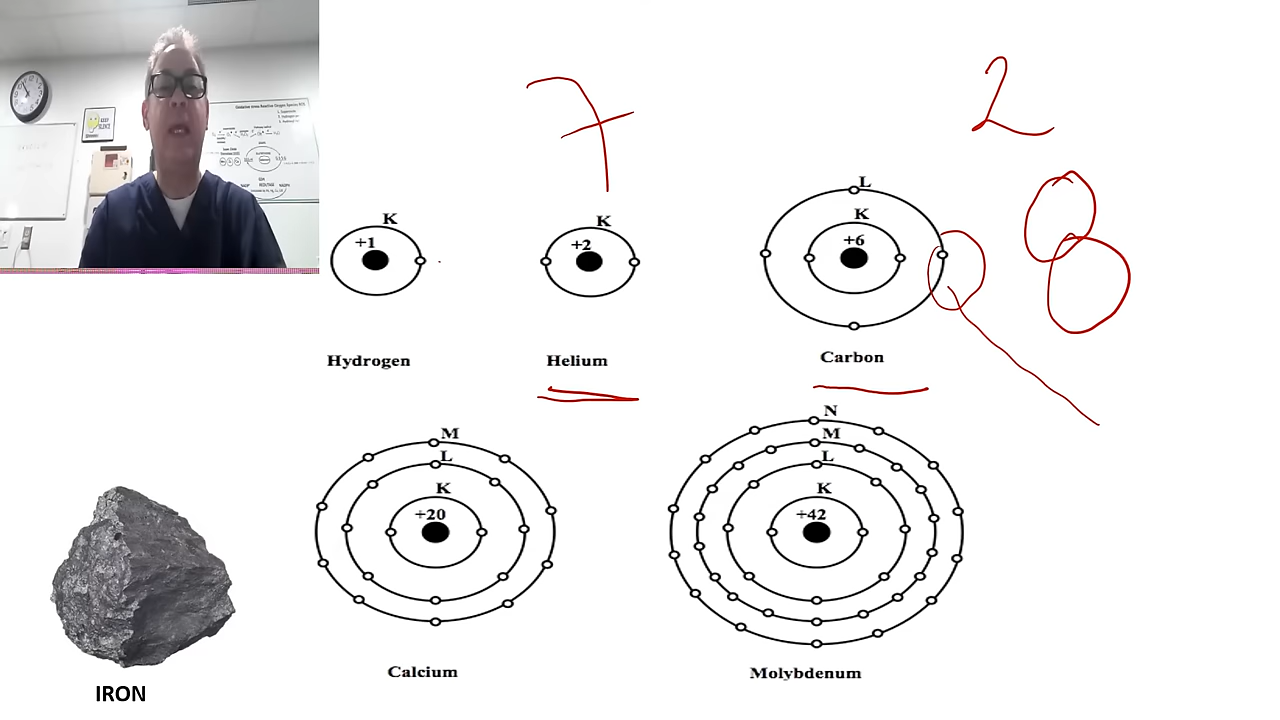 7
2
8
K
+1
Hydrogen
K
+2
Helium
L
K
+6
Carbon
M
L
K
+20
Calcium
N
M
L
K
+42
Molybdenum
IRON